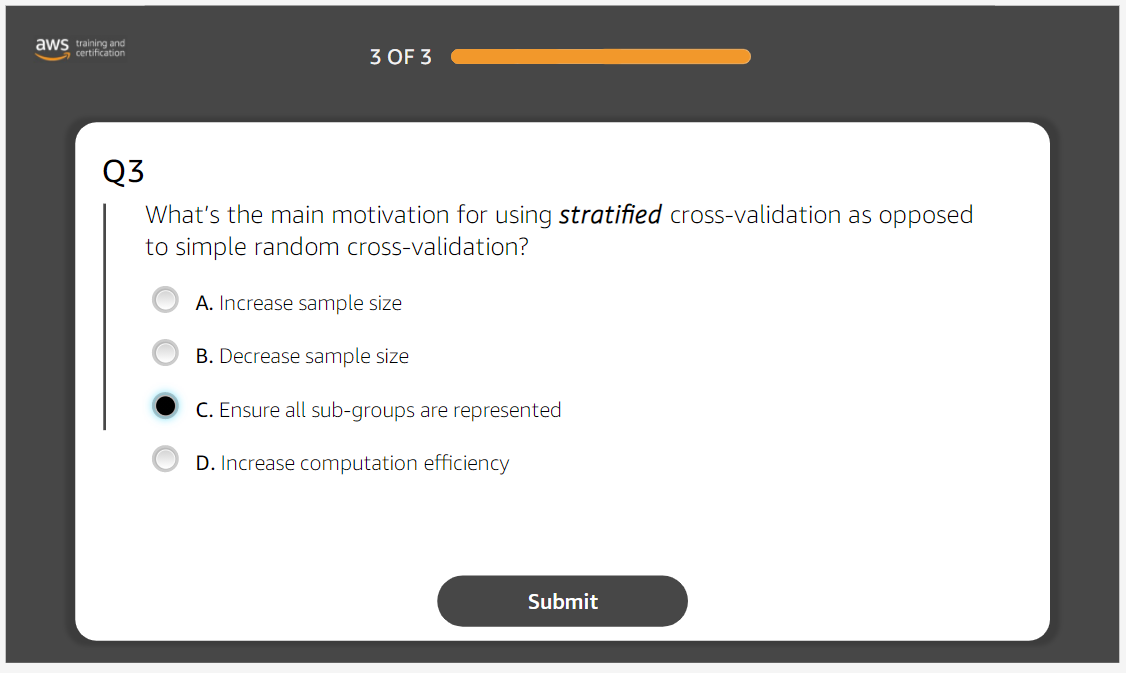 aws training and
certification
3 OF 3
Q3
What's the main motivation for using stratified cross-validation as opposed
to simple random cross-validation?
A. Increase sample size
B. Decrease sample size
C. Ensure all sub-groups are represented
D. Increase computation efficiency
Submit